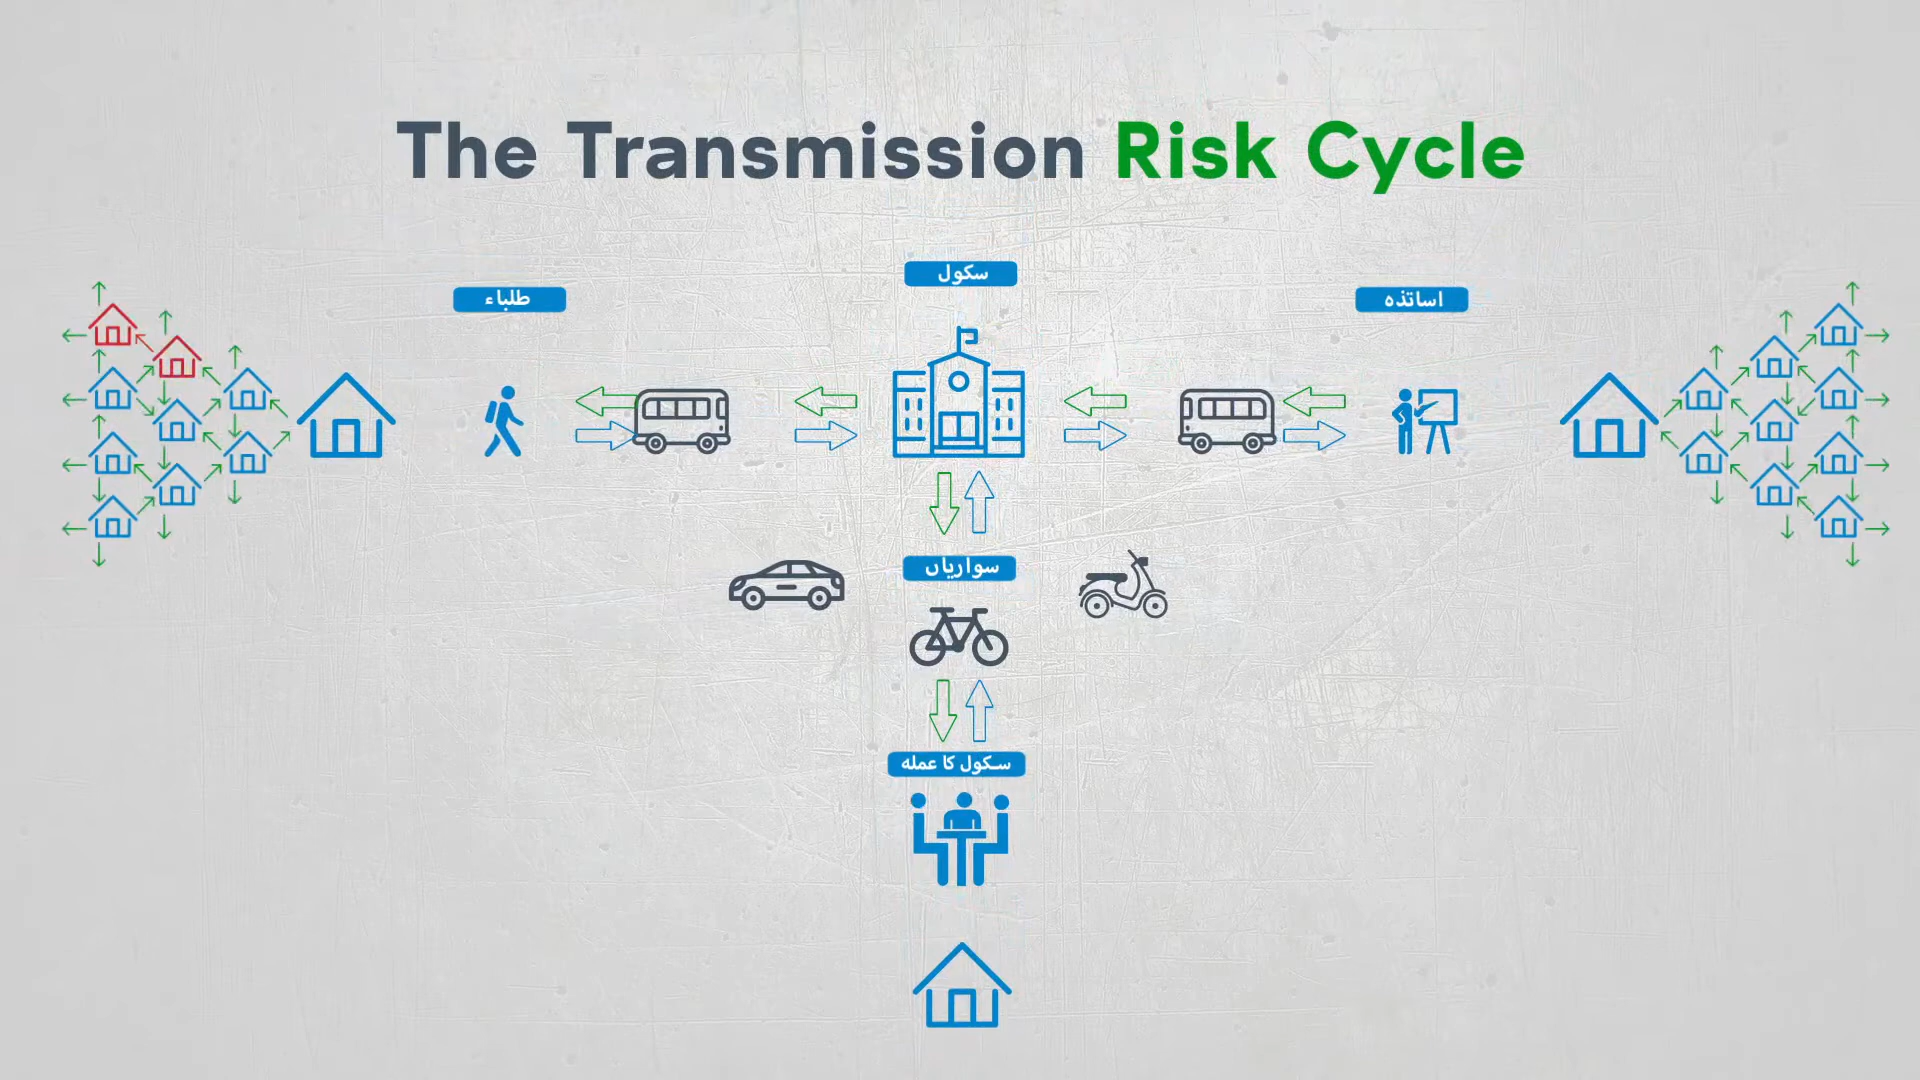 The Transmission Risk Cycle
سکول
طلباء
اساتذہ
سواریاں
سکول کا عملہ